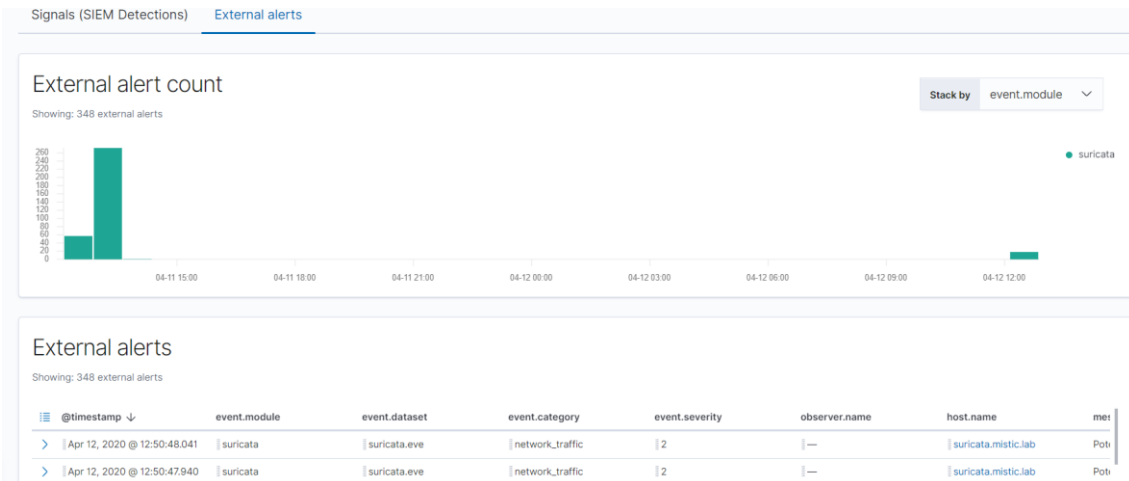 Signals (SIEM Detections) External alerts
External alert count
Stack by event.module
Showing: 348 external alerts
260
240
220
200
180
160
140
120
100
80
60
40
20
0
suricata
04-11 15:00 04-11 18:00 04-11 21:00 04-12 00:00 04-12 03:00 04-12 06:00 04-12 09:00 04-12 12:00
External alerts
Showing: 348 external alerts
@timestamp event.module event.dataset event.category event.severity observer.name host.name mes
Apr 12, 2020 @ 12:50:48.041 suricata suricata.eve network_traffic 2 — suricata.mistic.lab Pote
Apr 12, 2020 @ 12:50:47.940 suricata suricata.eve network_traffic 2 — suricata.mistic.lab Pote